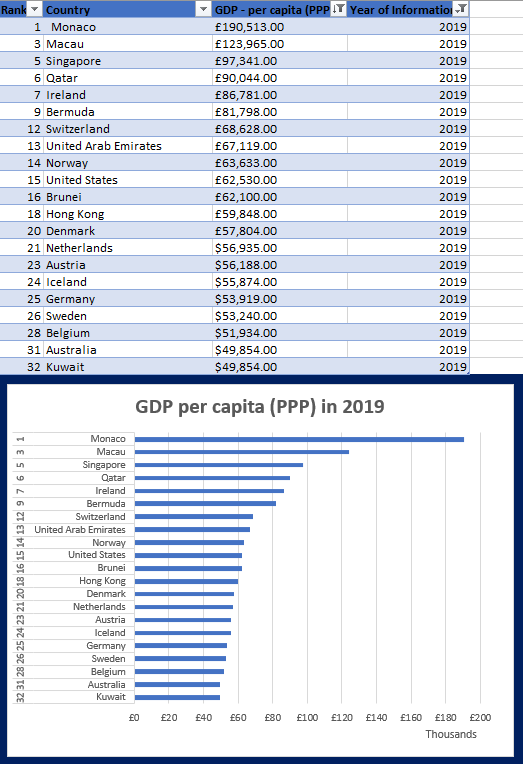 Rank Country GDP - per capita (PPP Year of Information
1 Monaco £190,513.00 2019
3 Macau £123,965.00 2019
5 Singapore £97,341.00 2019
6 Qatar £90,044.00 2019
7 Ireland £86,781.00 2019
9 Bermuda £81,798.00 2019
12 Switzerland £68,628.00 2019
13 United Arab Emirates £67,119.00 2019
14 Norway £63,633.00 2019
15 United States £62,530.00 2019
16 Brunei £62,100.00 2019
18 Hong Kong £59,848.00 2019
20 Denmark £57,804.00 2019
21 Netherlands $56,935.00 2019
23 Austria $56,188.00 2019
24 Iceland $55,874.00 2019
25 Germany $53,919.00 2019
26 Sweden $53,240.00 2019
28 Belgium $51,934.00 2019
31 Australia $49,854.00 2019
32 Kuwait $49,854.00 2019
GDP per capita (PPP) in 2019
1 Monaco
3 Macau
5 Singapore
6 Qatar
7 Ireland
9 Bermuda
12 Switzerland
13 United Arab Emirates
14 Norway
15 United States
16 Brunei
18 Hong Kong
20 Denmark
21 Netherlands
23 Austria
24 Iceland
25 Germany
26 Sweden
28 Belgium
31 Australia
32 Kuwait
£0 £20 £40 £60 £80 £100 £120 £140 £160 £180 £200
Thousands